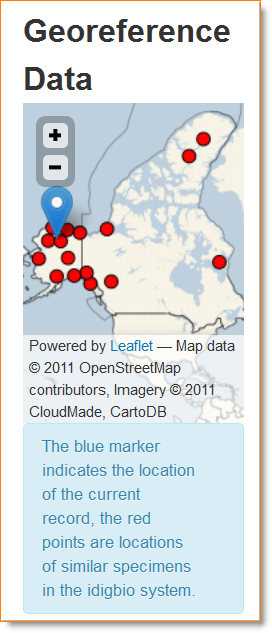 Georeference
Data
+
−
Powered by Leaflet — Map data
© 2011 OpenStreetMap
contributors, Imagery © 2011
CloudMade, CartoDB
The blue marker
indicates the location
of the current
record, the red
points are locations
of similar specimens
in the idigbio system.